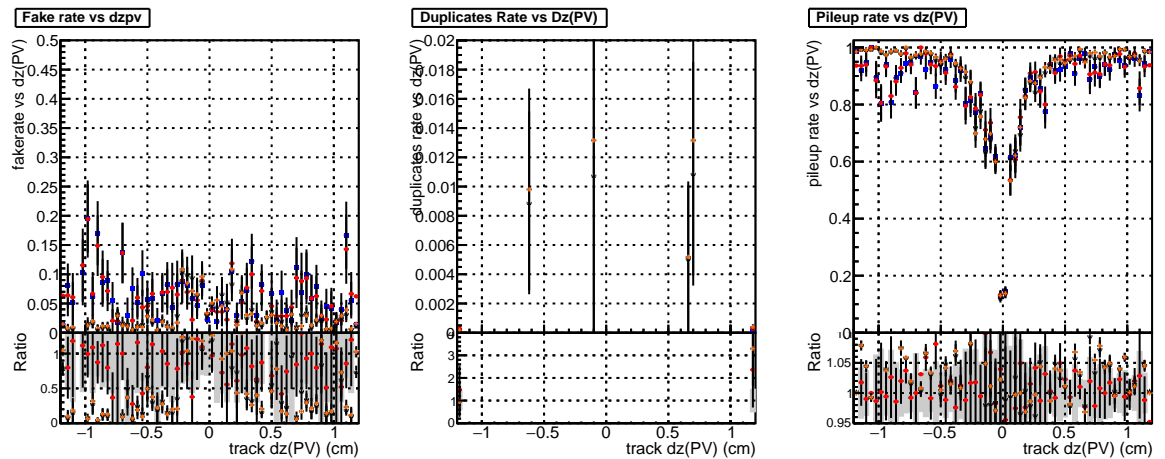 Fake rate vs dzpv
fakerate vs dz(PV)
0.5
0.45
0.4
0.35
0.3
0.25
0.2
0.15
0.1
0.05
0
Ratio
1
0.5
0
−1 −0.5 0 0.5 1
track dz(PV) (cm)
Duplicates Rate vs Dz(PV)
duplicates rate vs dz(PV)
0.02
0.018
0.016
0.014
0.012
0.01
0.008
0.006
0.004
0.002
0
Ratio
3
2
1
0
−1 −0.5 0 0.5 1
track dz(PV) (cm)
Pileup rate vs dz(PV)
pileup rate vs dz(PV)
1
0.8
0.6
0.4
0.2
0
Ratio
1.05
1
0.95
−1 −0.5 0 0.5 1
track dz(PV) (cm)